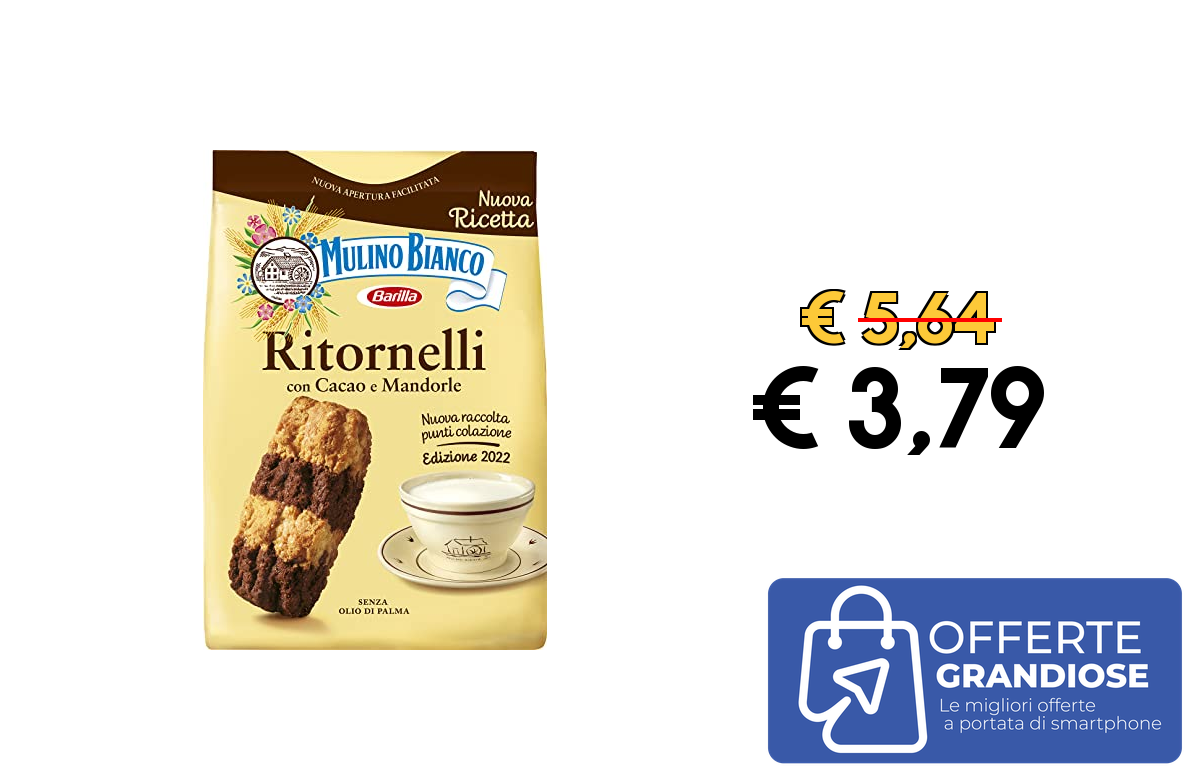 NUOVA APERTURA FACILITATA
Nuova
Ricetta
MULINO BIANCO
Barilla
Ritornelli
con Cacao e Mandorle
Nuova raccolta
punti colazione
Edizione 2022
SENZA
OLIO DI PALMA
€ 5,64
€ 3,79
OFFERTE
GRANDIOSE
Le migliori offerte
a portata di smartphone